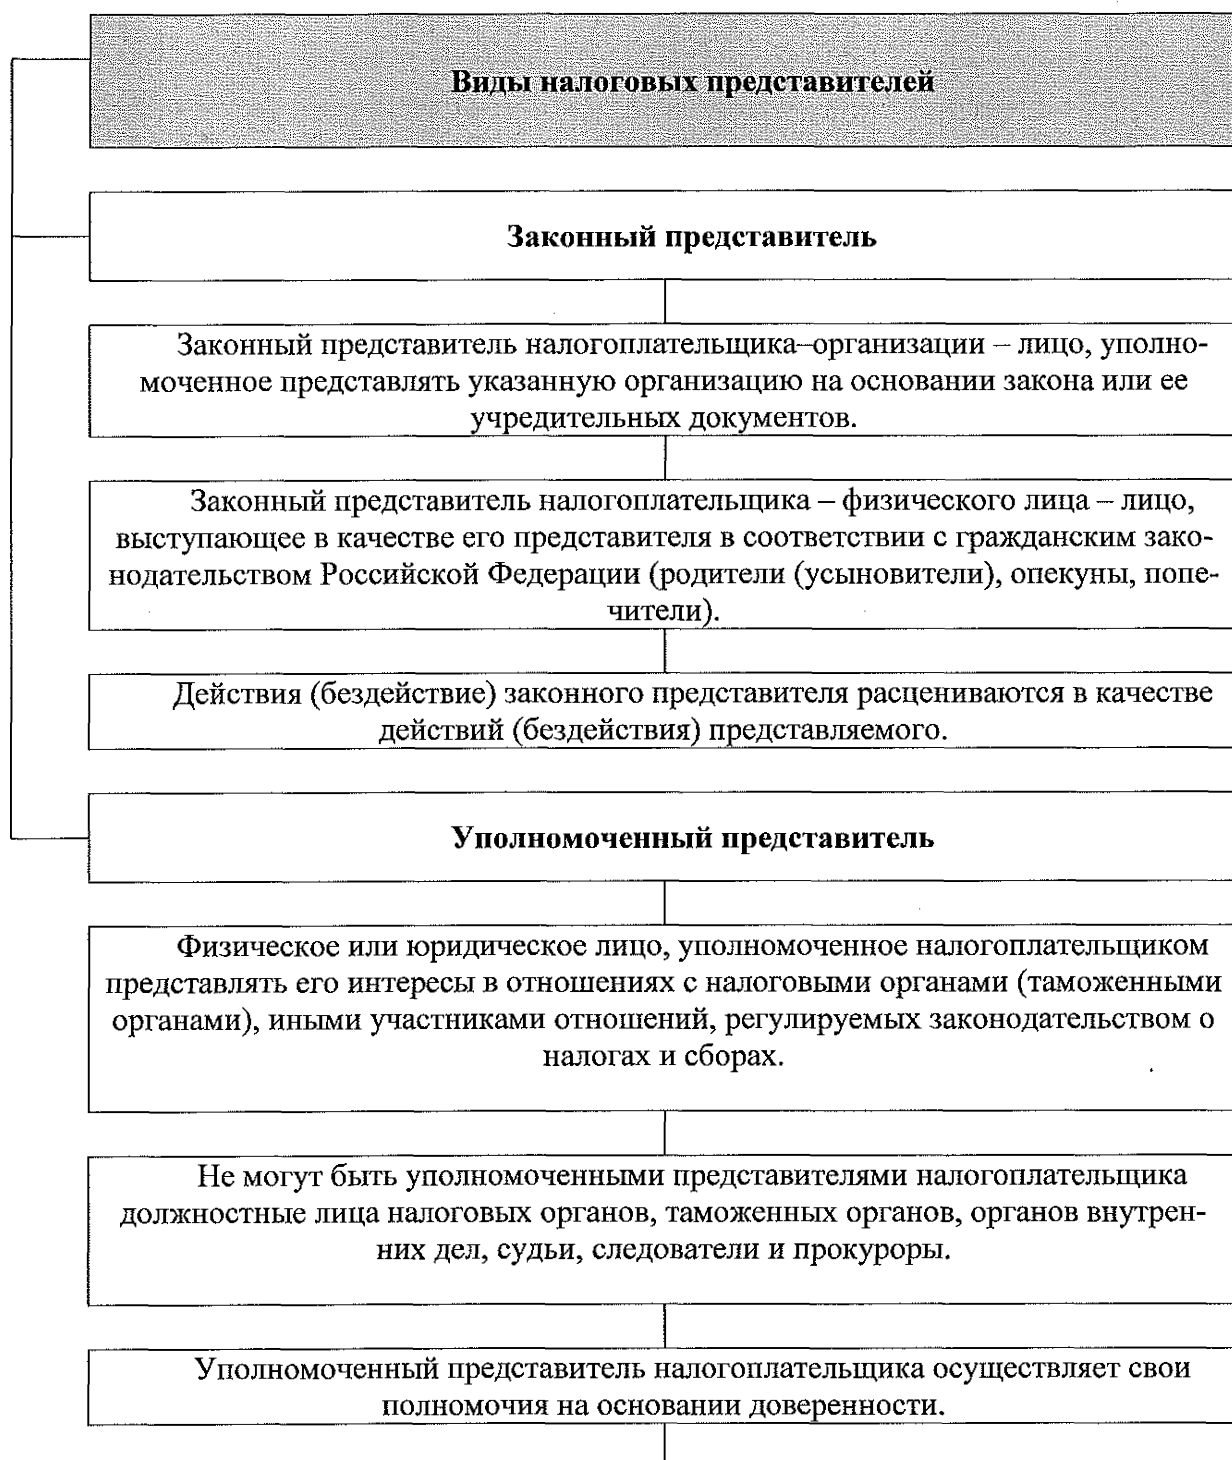 Виды налоговых представителей
Законный представитель
Законный представитель налогоплательщика–организации – лицо, уполно-
моченное представлять указанную организацию на основании закона или ее
учредительных документов.
Законный представитель налогоплательщика – физического лица – лицо,
выступающее в качестве его представителя в соответствии с гражданским зако-
нодательством Российской Федерации (родители (усыновители), опекуны, попе-
чители).
Действия (бездействие) законного представителя расцениваются в качестве
действий (бездействия) представляемого.
Уполномоченный представитель
Физическое или юридическое лицо, уполномоченное налогоплательщиком
представлять его интересы в отношениях с налоговыми органами (таможенными
органами), иными участниками отношений, регулируемых законодательством о
налогах и сборах.
Не могут быть уполномоченными представителями налогоплательщика
должностные лица налоговых органов, таможенных органов, органов внутрен-
них дел, судьи, следователи и прокуроры.
Уполномоченный представитель налогоплательщика осуществляет свои
полномочия на основании доверенности.